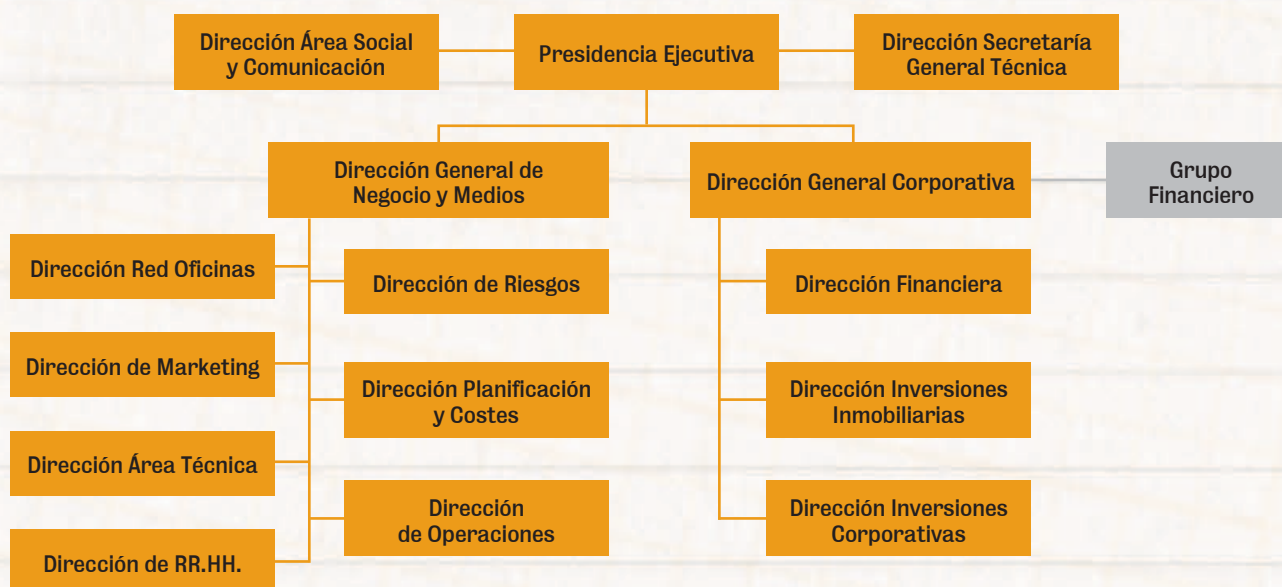 Dirección Área Social
y Comunicación
Presidencia Ejecutiva
Dirección Secretaría
General Técnica
Dirección General de
Negocio y Medios
Dirección General Corporativa
Grupo
Financiero
Dirección Red Oficinas
Dirección de Riesgos
Dirección Financiera
Dirección de Marketing
Dirección Planificación
y Costes
Dirección Inversiones
Inmobiliarias
Dirección Área Técnica
Dirección
de Operaciones
Dirección Inversiones
Corporativas
Dirección de RR.HH.